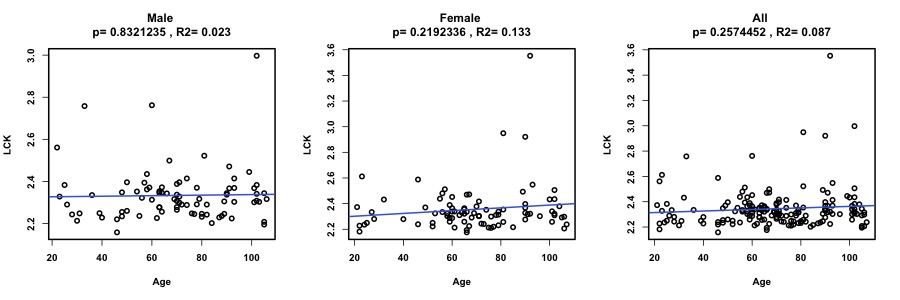 Male
p= 0.8321235 , R2= 0.023
3.0
2.8
2.6
2.4
2.2
LCK
20 40 60 80 100
Age
Female
p= 0.2192336 , R2= 0.133
3.6
3.4
3.2
3.0
2.8
2.6
2.4
2.2
LCK
20 40 60 80 100
Age
All
p= 0.2574452 , R2= 0.087
3.6
3.4
3.2
3.0
2.8
2.6
2.4
2.2
LCK
20 40 60 80 100
Age